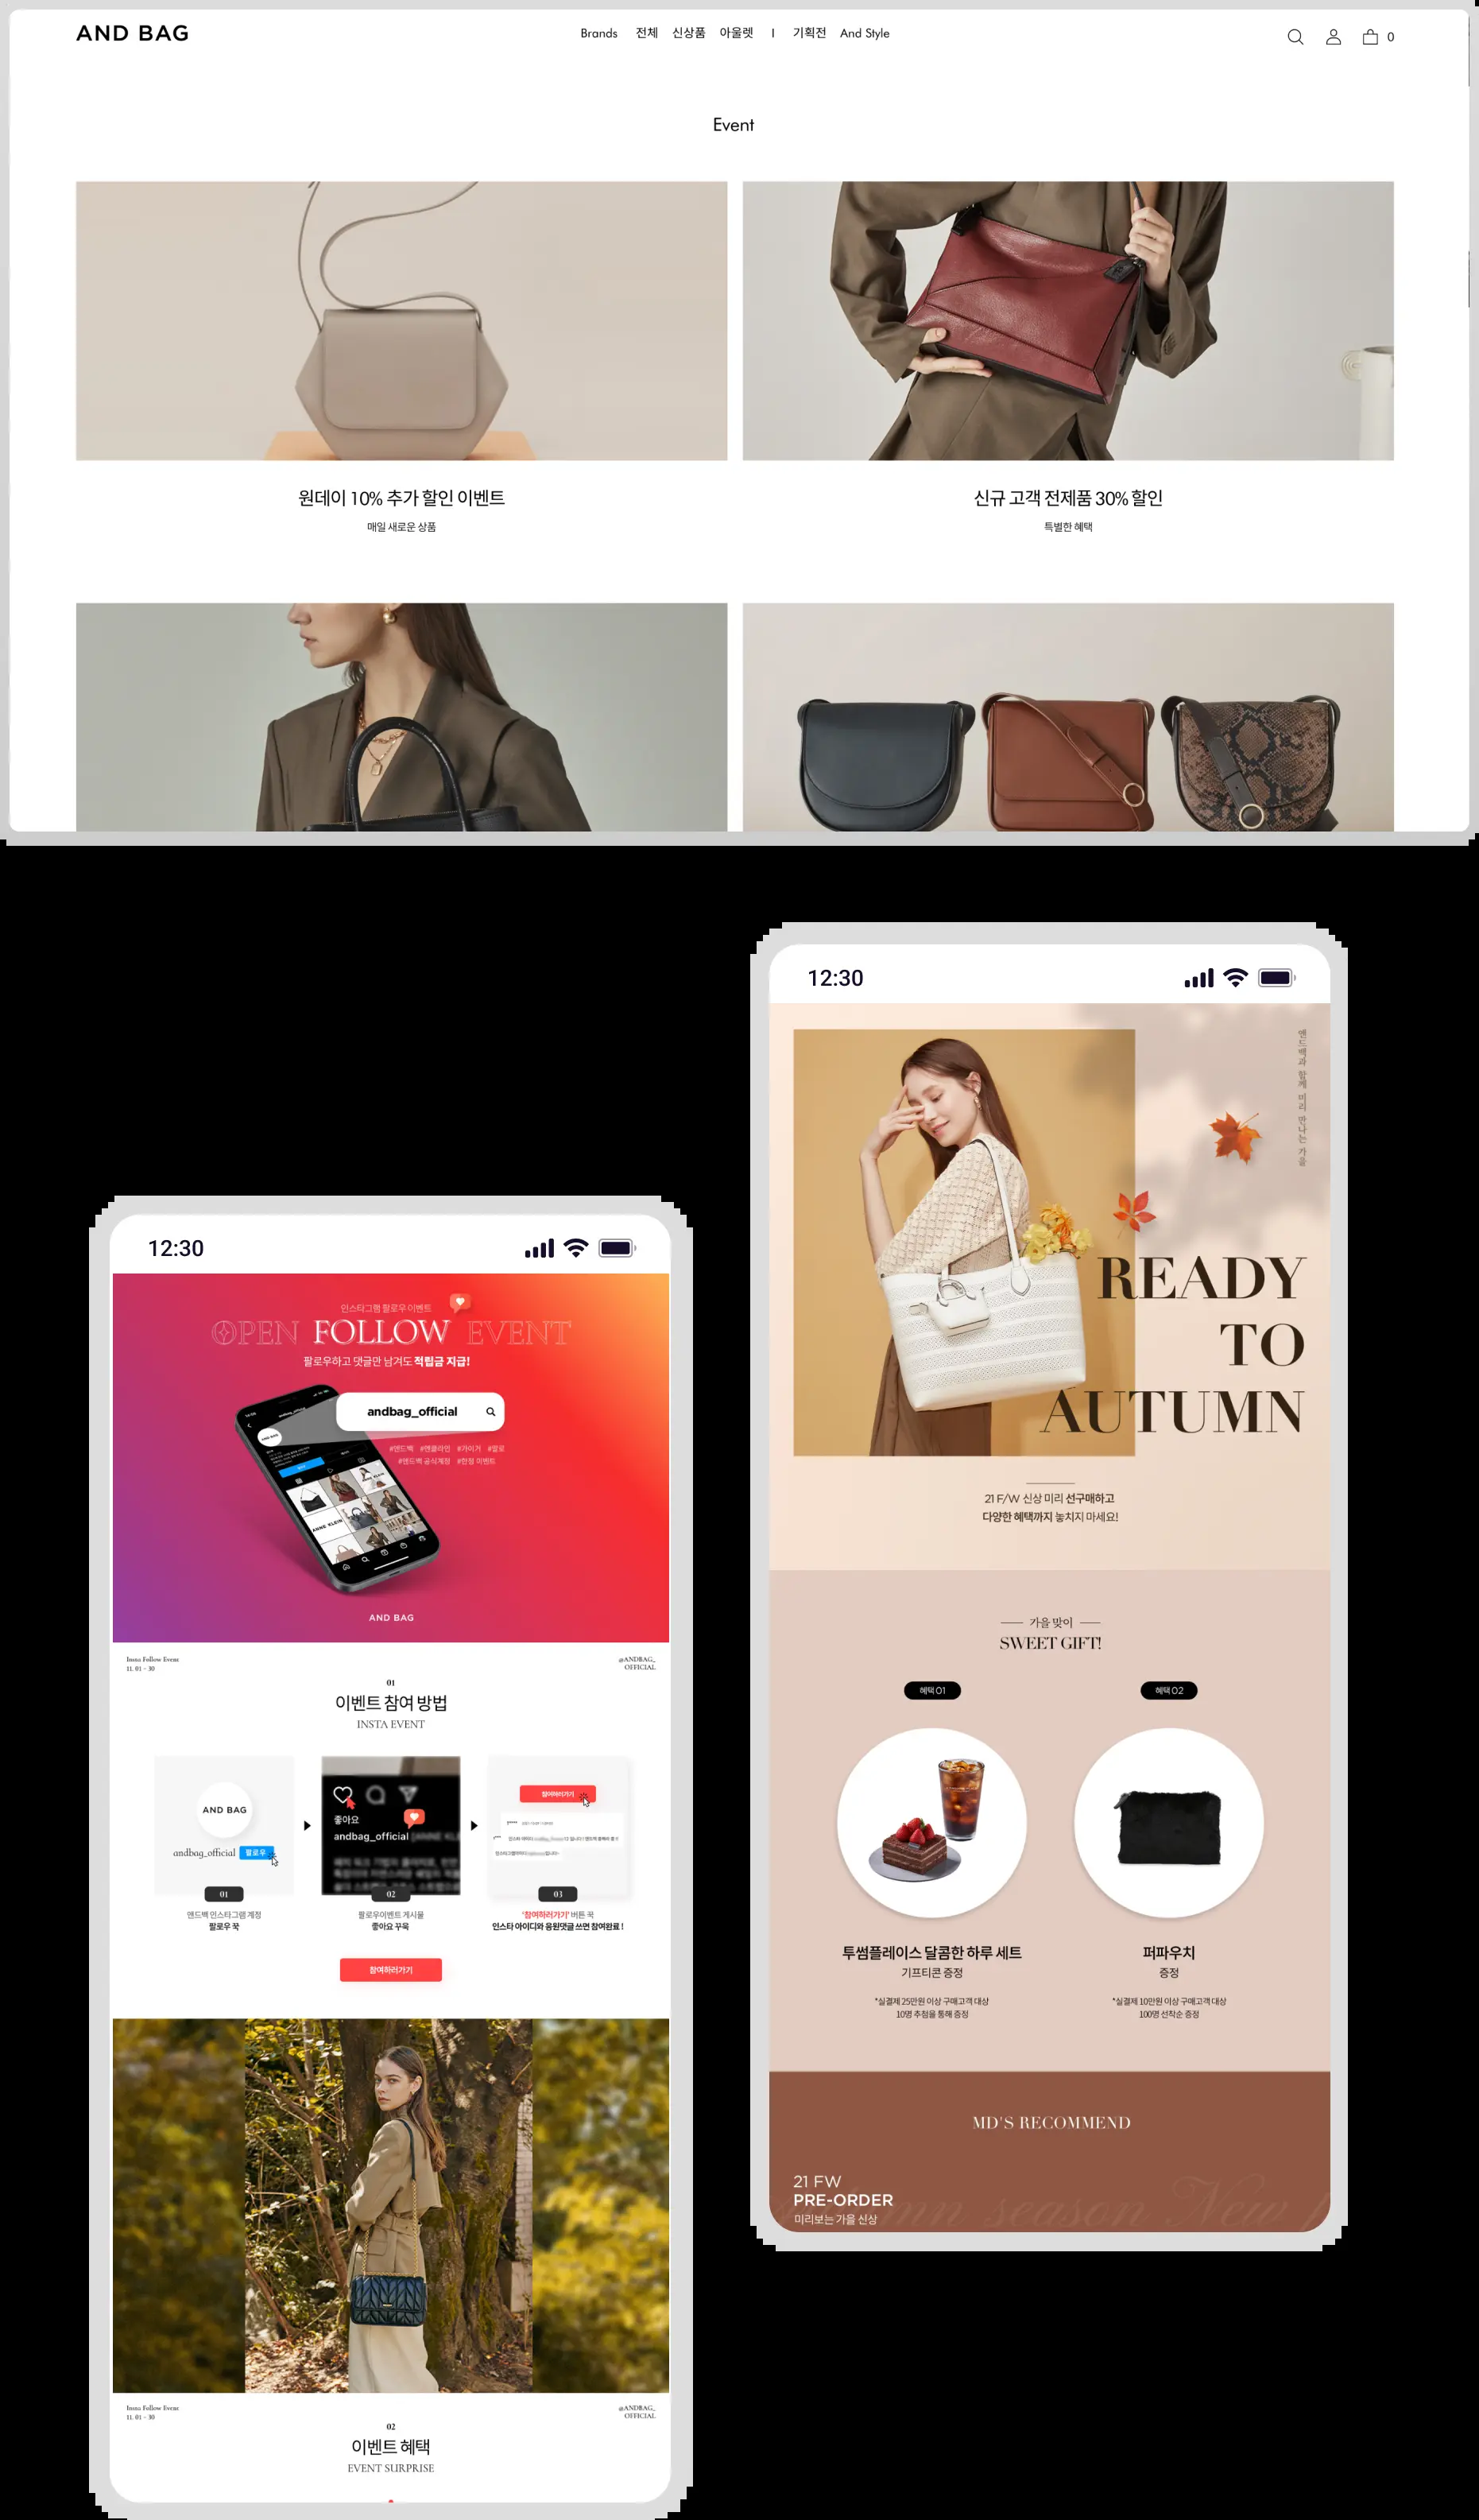 AND BAG
Brands 전체 신상품 아울렛 | 기획전 And Style
0
Event
원데이 10% 추가 할인 이벤트
매일 새로운 상품
신규 고객 전제품 30% 할인
특별한 혜택
12:30
앤드백과 함께 미리 만나는 가을
READY
TO
AUTUMN
21 F/W 신상 미리 선구매하고
다양한 혜택까지 놓치지 마세요!
가을 맞이
SWEET GIFT!
혜택 01
혜택 02
투썸플레이스 달콤한 하루 세트
기프티콘 증정
*실결제 25만원 이상 구매고객 대상
10명 추첨을 통해 증정
퍼파우치
증정
*실결제 10만원 이상 구매고객 대상
100명 선착순 증정
MD'S RECOMMEND
21 FW
PRE-ORDER
미리보는 가을 신상
season New
12:30
인스타그램 팔로우 이벤트
OPEN FOLLOW EVENT
팔로우하고 댓글만 남겨도 적립금 지급!
andbag_official
#앤드백 #앤클라인 #가이거 #팔로
#앤드백 공식계정 #한정 이벤트
AND BAG
ANNE KLEIN
AND BAG
Insta Follow Event
11. 01 - 30
@ANDBAG_
OFFICIAL
01
이벤트 참여 방법
INSTA EVENT
AND BAG
andbag_official 팔로우
01
앤드백 인스타그램 계정
팔로우 꾹
좋아요
andbag_official
02
팔로우이벤트 게시물
좋아요 꾸욱
참여하러가기
03
'참여하러가기' 버튼 꾹
인스타 아이디와 응원댓글 쓰면 참여완료!
참여하러가기
Insta Follow Event
11. 01 - 30
@ANDBAG_
OFFICIAL
02
이벤트 혜택
EVENT SURPRISE